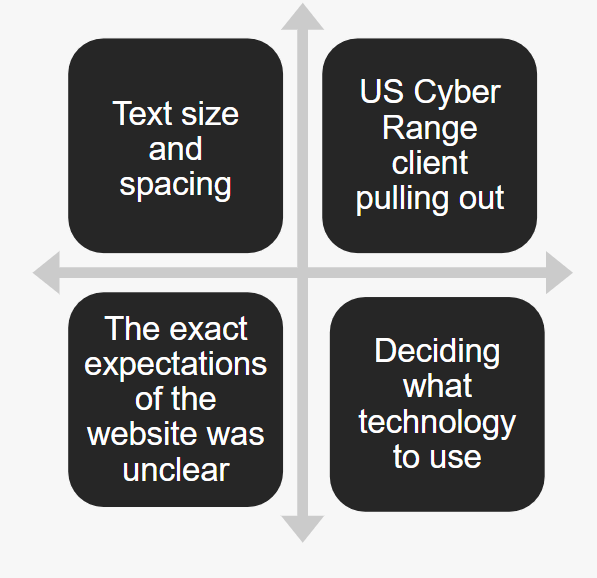 Text size
and
spacing
US Cyber
Range
client
pulling out
The exact
expectations
of the
website was
unclear
Deciding
what
technology
to use